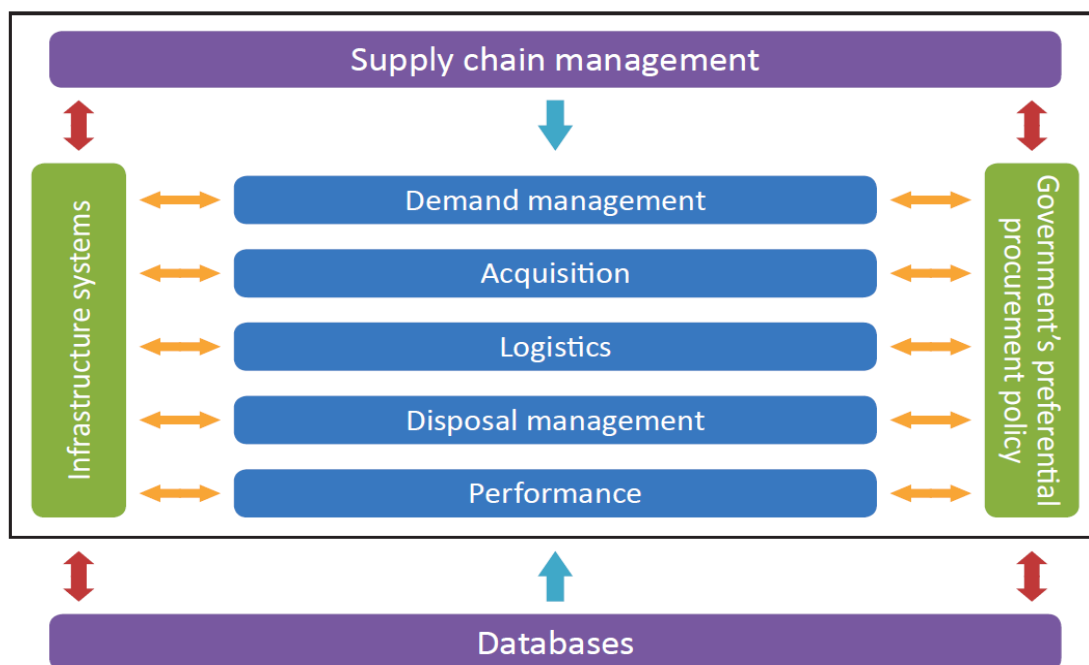 Supply chain management
Infrastructure systems
Demand management
Acquisition
Logistics
Disposal management
Performance
Government’s preferential
procurement policy
Databases